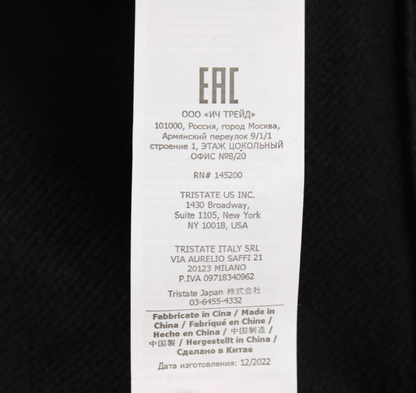 EAC
ООО «ИЧ ТРЕЙД»
101000, Россия, город Москва,
Армянский переулок 9/1/1
строение 1, ЭТАЖ ЦОКОЛЬНЫЙ
ОФИС №8/20
RN# 145200
TRISTATE US INC.
1430 Broadway,
Suite 1105, New York
NY 10018, USA
TRISTATE ITALY SRL
VIA AURELIO SAFFI 21
20123 MILANO
P.IVA 09718340962
Tristate Japan 株式会社
03-6455-4332
Fabbricato in Cina / Made in
China / Fabriqué en Chine /
Hecho en China / 中国制造 /
中国製 / Hergestellt in China /
Сделано в Китае
Дата изготовления: 12/2022